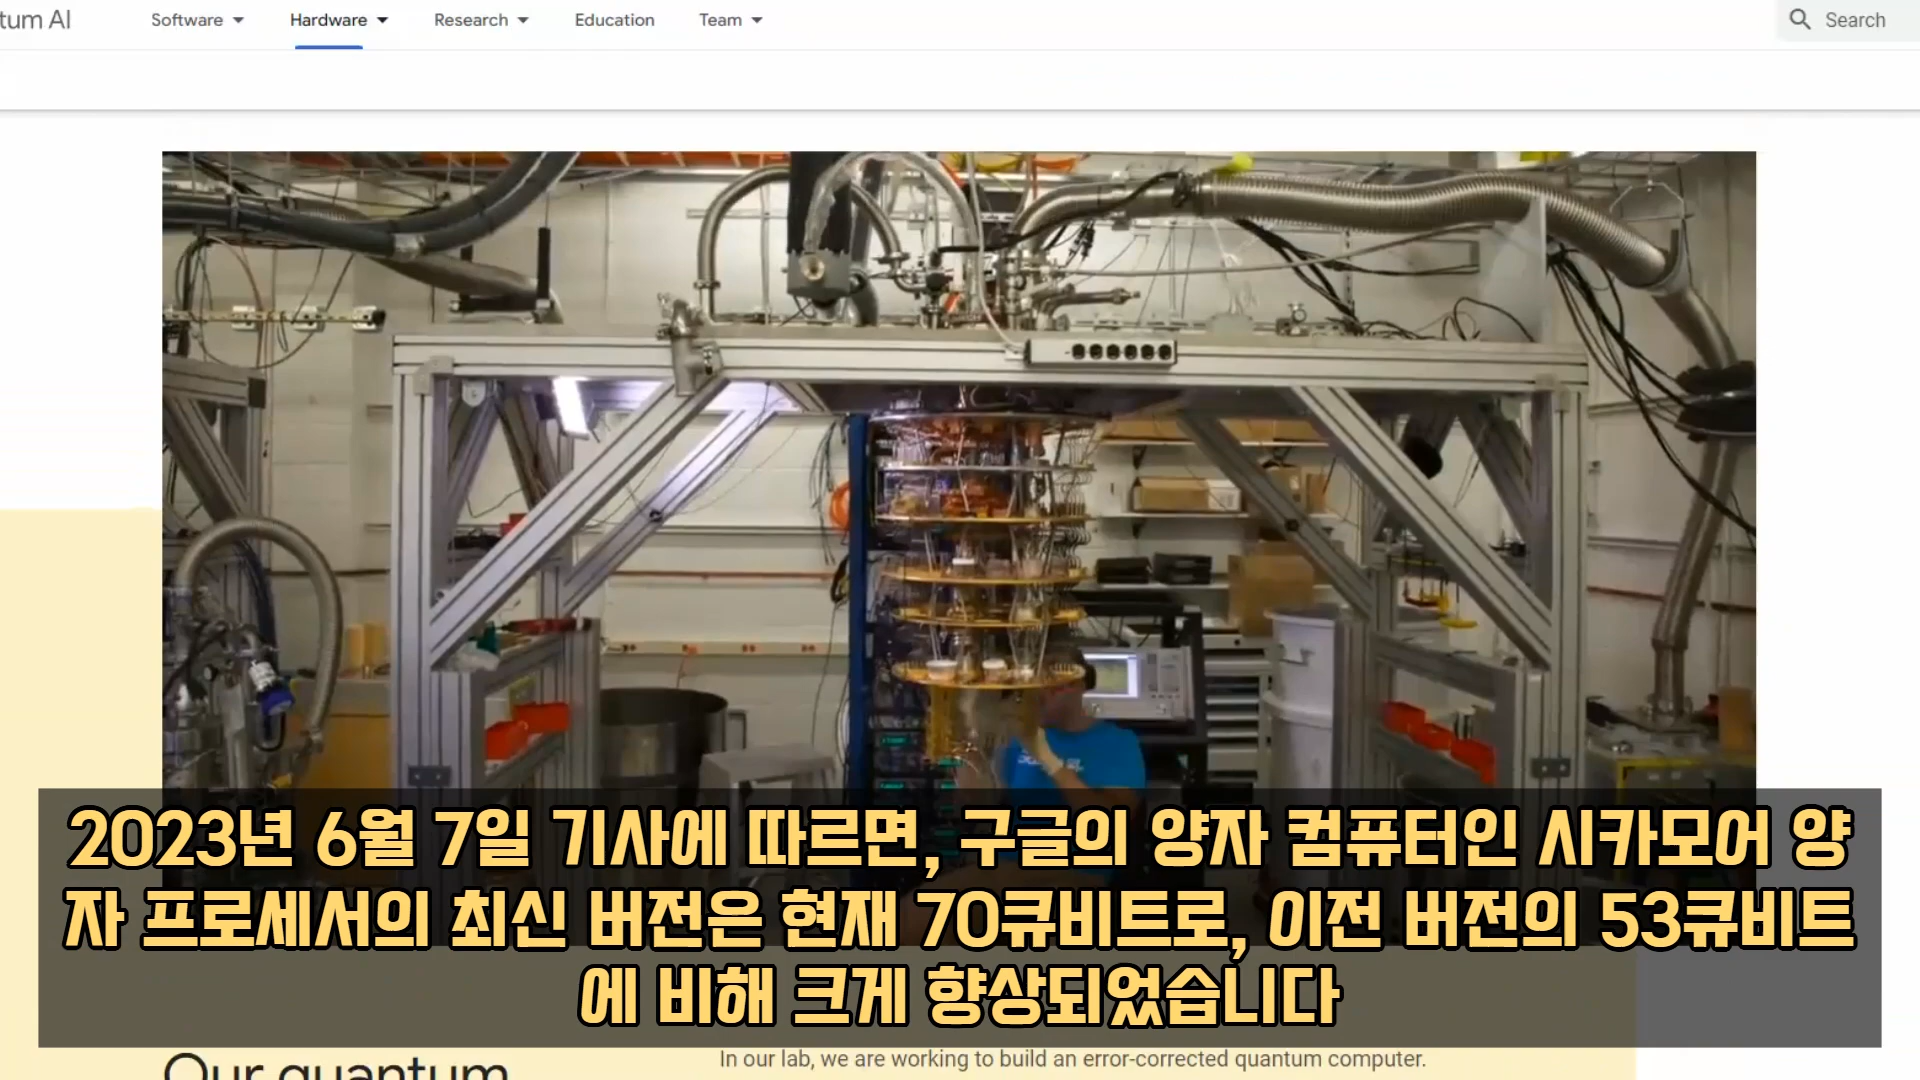 tum AI Software Hardware Research Education Team Search
2023년 6월 7일 기사에 따르면, 구글의 양자 컴퓨터인 시카모어 양
자 프로세서의 최신 버전은 현재 70큐비트로, 이전 버전의 53큐비트
에 비해 크게 향상되었습니다
Our quantum
In our lab, we are working to build an error-corrected quantum computer.